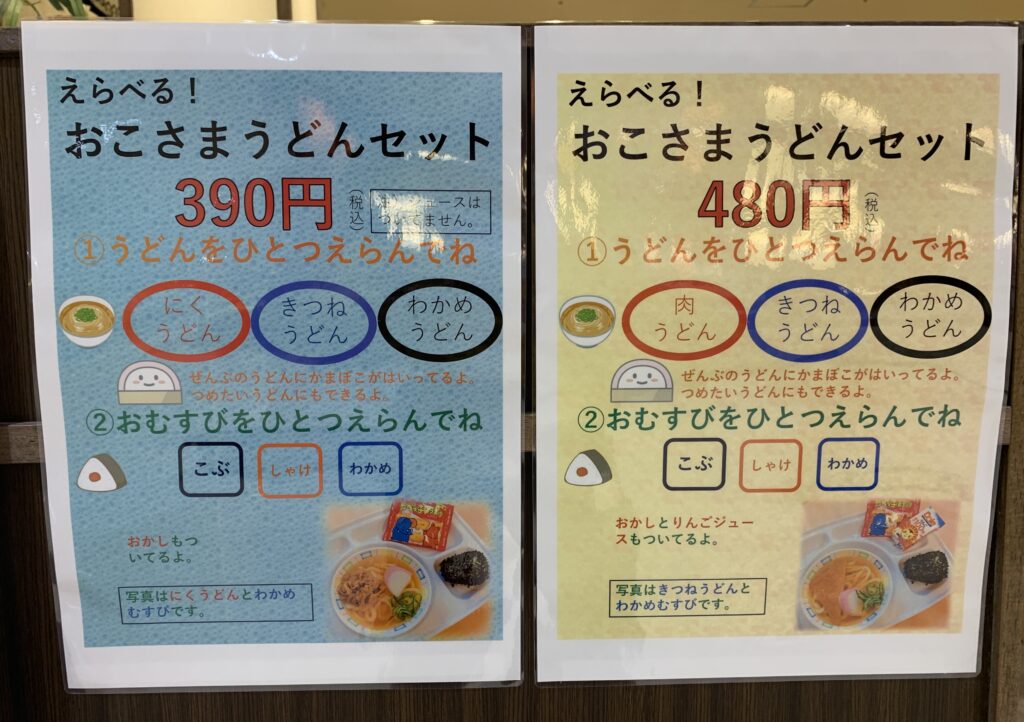 えらべる！
おこさまうどんセット
390円
（税込）
注）ジュースは
ついてません。
①うどんをひとつえらんでね
にく
うどん
きつね
うどん
わかめ
うどん
ぜんぶのうどんにかまぼこがはいってるよ。
つめたいうどんにもできるよ。
②おむすびをひとつえらんでね
こぶ
しゃけ
わかめ
おかしもつ
いてるよ。
写真はにくうどんとわかめ
むすびです。
えらべる！
おこさまうどんセット
480円
（税込）
①うどんをひとつえらんでね
肉
うどん
きつね
うどん
わかめ
うどん
ぜんぶのうどんにかまぼこがはいってるよ。
つめたいうどんにもできるよ。
②おむすびをひとつえらんでね
こぶ
しゃけ
わかめ
おかしとりんごジュー
スもついてるよ。
写真はきつねうどんと
わかめむすびです。